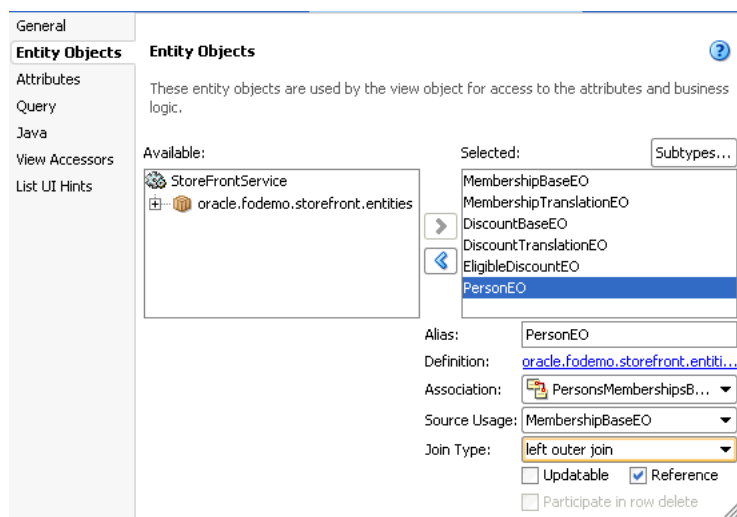 General
Entity Objects
Attributes
Query
Java
View Accessors
List UI Hints
Entity Objects
These entity objects are used by the view object for access to the attributes and business
logic.
Available:
StoreFrontService
oracle.fodemo.storefront.entities
Selected:
Subtypes...
MembershipBaseEO
MembershipTranslationEO
DiscountBaseEO
DiscountTranslationEO
EligibleDiscountEO
PersonEO
Alias: PersonEO
Definition: oracle.fodemo.storefront.entiti...
Association: PersonsMembershipsB...
Source Usage: MembershipBaseEO
Join Type: left outer join
Updatable Reference
Participate in row delete